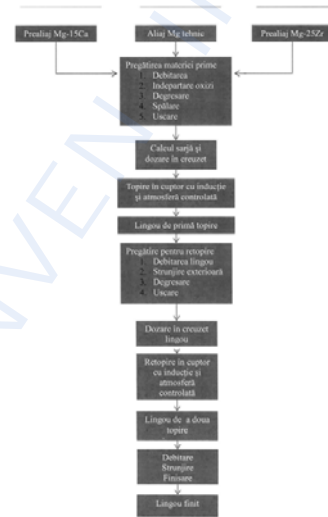 Prealiaj Mg-15Ca
Aliaj Mg tehnic
Prealiaj Mg-25Zr
Pregătirea materiei prime
1. Debitarea
2. Indepartare oxizi
3. Degresare
4. Spălare
5. Uscare
Calcul sarjă și
dozare în creuzet
Topire în cuptor cu inducție
și atmosferă controlată
Lingou de primă topire
Pregătire pentru retopire
1. Debitarea lingou
2. Strunjire exterioară
3. Degresare
4. Uscare
Dozare în creuzet
lingou
Retopire în cuptor
cu inducție și
atmosferă
controlată
Lingou de a doua
topire
Debitare
Strunjire
Finisare
Lingou finit